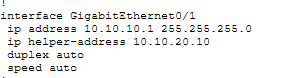 !
interface GigabitEthernet0/1
 ip address 10.10.10.1 255.255.255.0
 ip helper-address 10.10.20.10
 duplex auto
 speed auto